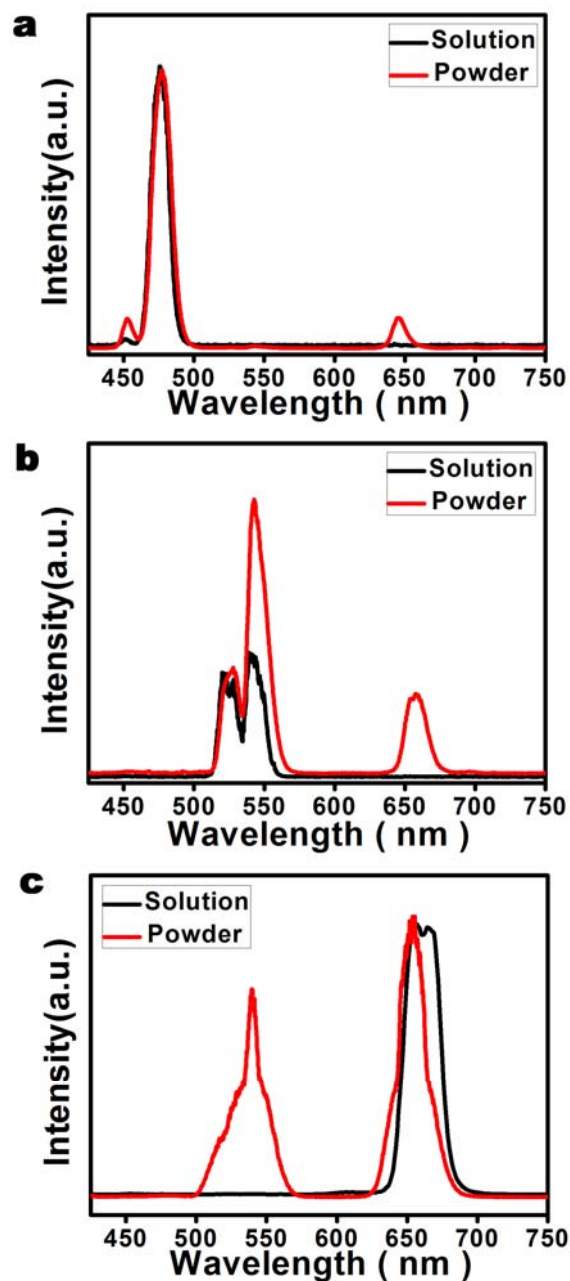 a
Solution
Powder
Intensity(a.u.)
450 500 550 600 650 700 750
Wavelength ( nm )
b
Solution
Powder
Intensity(a.u.)
450 500 550 600 650 700 750
Wavelength ( nm )
c
Solution
Powder
Intensity(a.u.)
450 500 550 600 650 700 750
Wavelength ( nm )